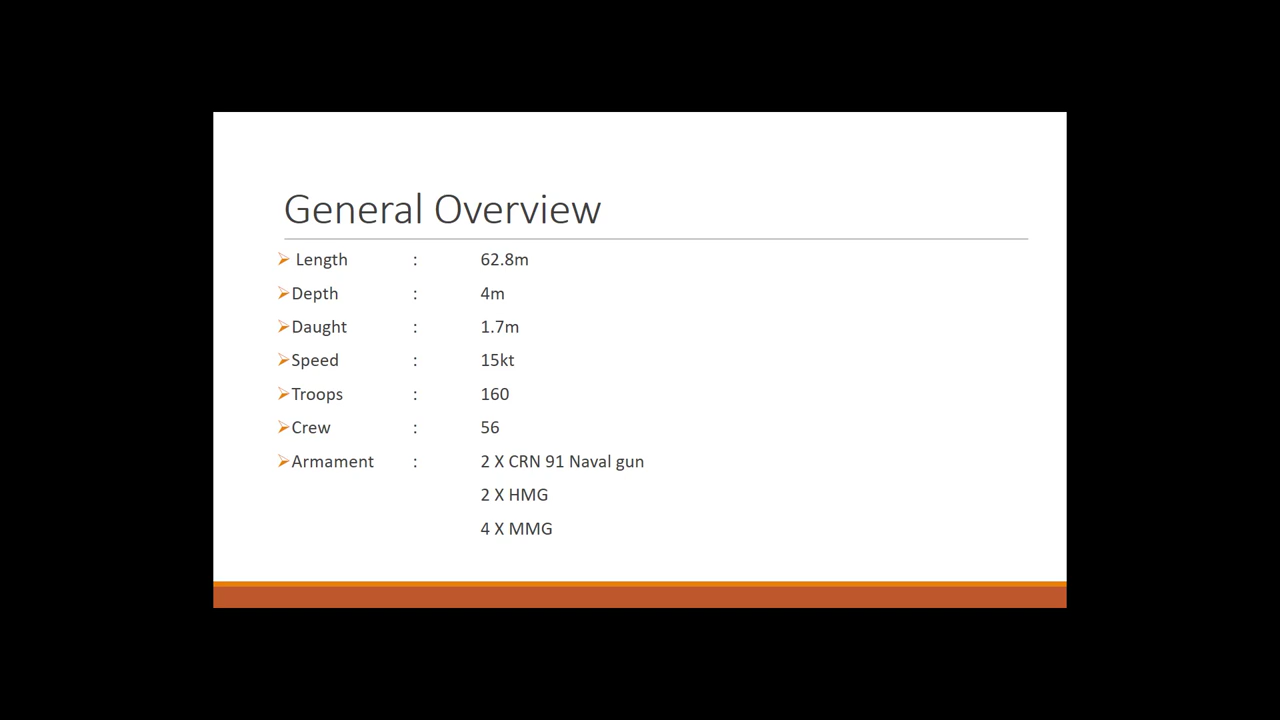 General Overview
Length : 62.8m
Depth : 4m
Daught : 1.7m
Speed : 15kt
Troops : 160
Crew : 56
Armament : 2 X CRN 91 Naval gun
2 X HMG
4 X MMG